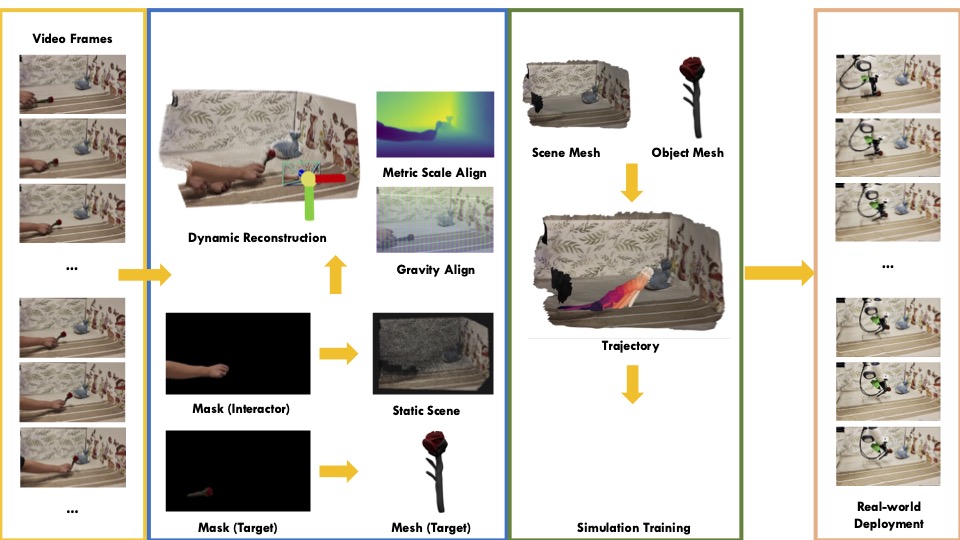 Video Frames
...
...
Dynamic Reconstruction
Metric Scale Align
Gravity Align
Mask (Interactor)
Static Scene
Mask (Target)
Mesh (Target)
Scene Mesh
Object Mesh
Trajectory
Simulation Training
...
Real-world
Deployment